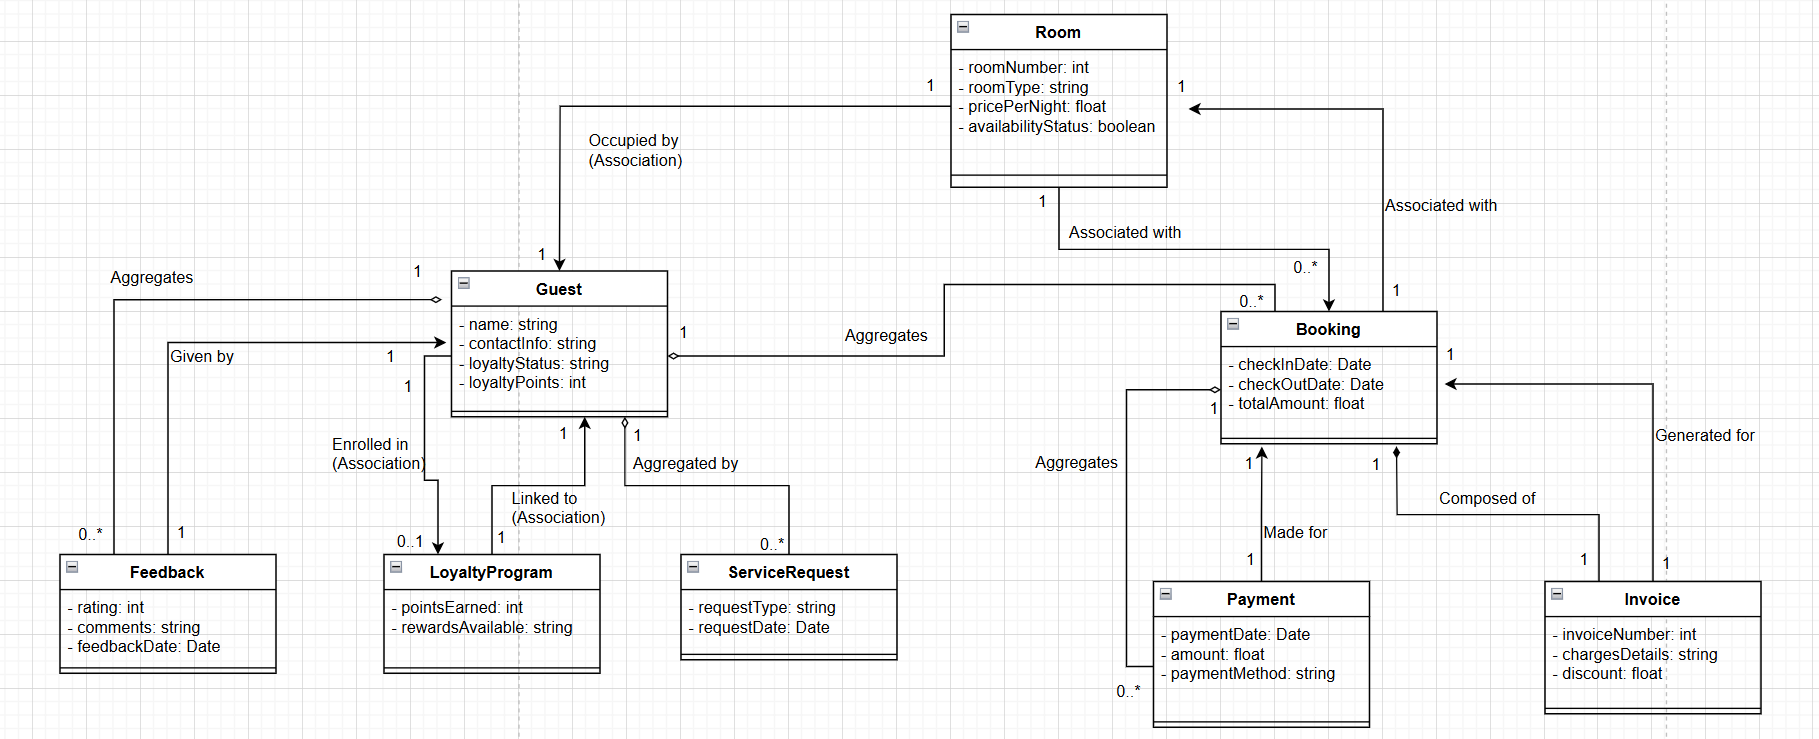 Room
- roomNumber: int
- roomType: string
- pricePerNight: float
- availabilityStatus: boolean
1
1
Occupied by
(Association)
1
1
Associated with
Associated with
0..*
1
Aggregates
1
1
Guest
- name: string
- contactInfo: string
- loyaltyStatus: string
- loyaltyPoints: int
1
Aggregates
0..*
Booking
- checkInDate: Date
- checkOutDate: Date
- totalAmount: float
1
1
Given by
1
1
Enrolled in
(Association)
1
1
Aggregated by
Linked to
(Association)
Aggregates
1
1
Generated for
Composed of
Made for
0..*
1
0..1
1
0..*
1
1
1
Feedback
- rating: int
- comments: string
- feedbackDate: Date
LoyaltyProgram
- pointsEarned: int
- rewardsAvailable: string
ServiceRequest
- requestType: string
- requestDate: Date
Payment
- paymentDate: Date
- amount: float
- paymentMethod: string
0..*
Invoice
- invoiceNumber: int
- chargesDetails: string
- discount: float